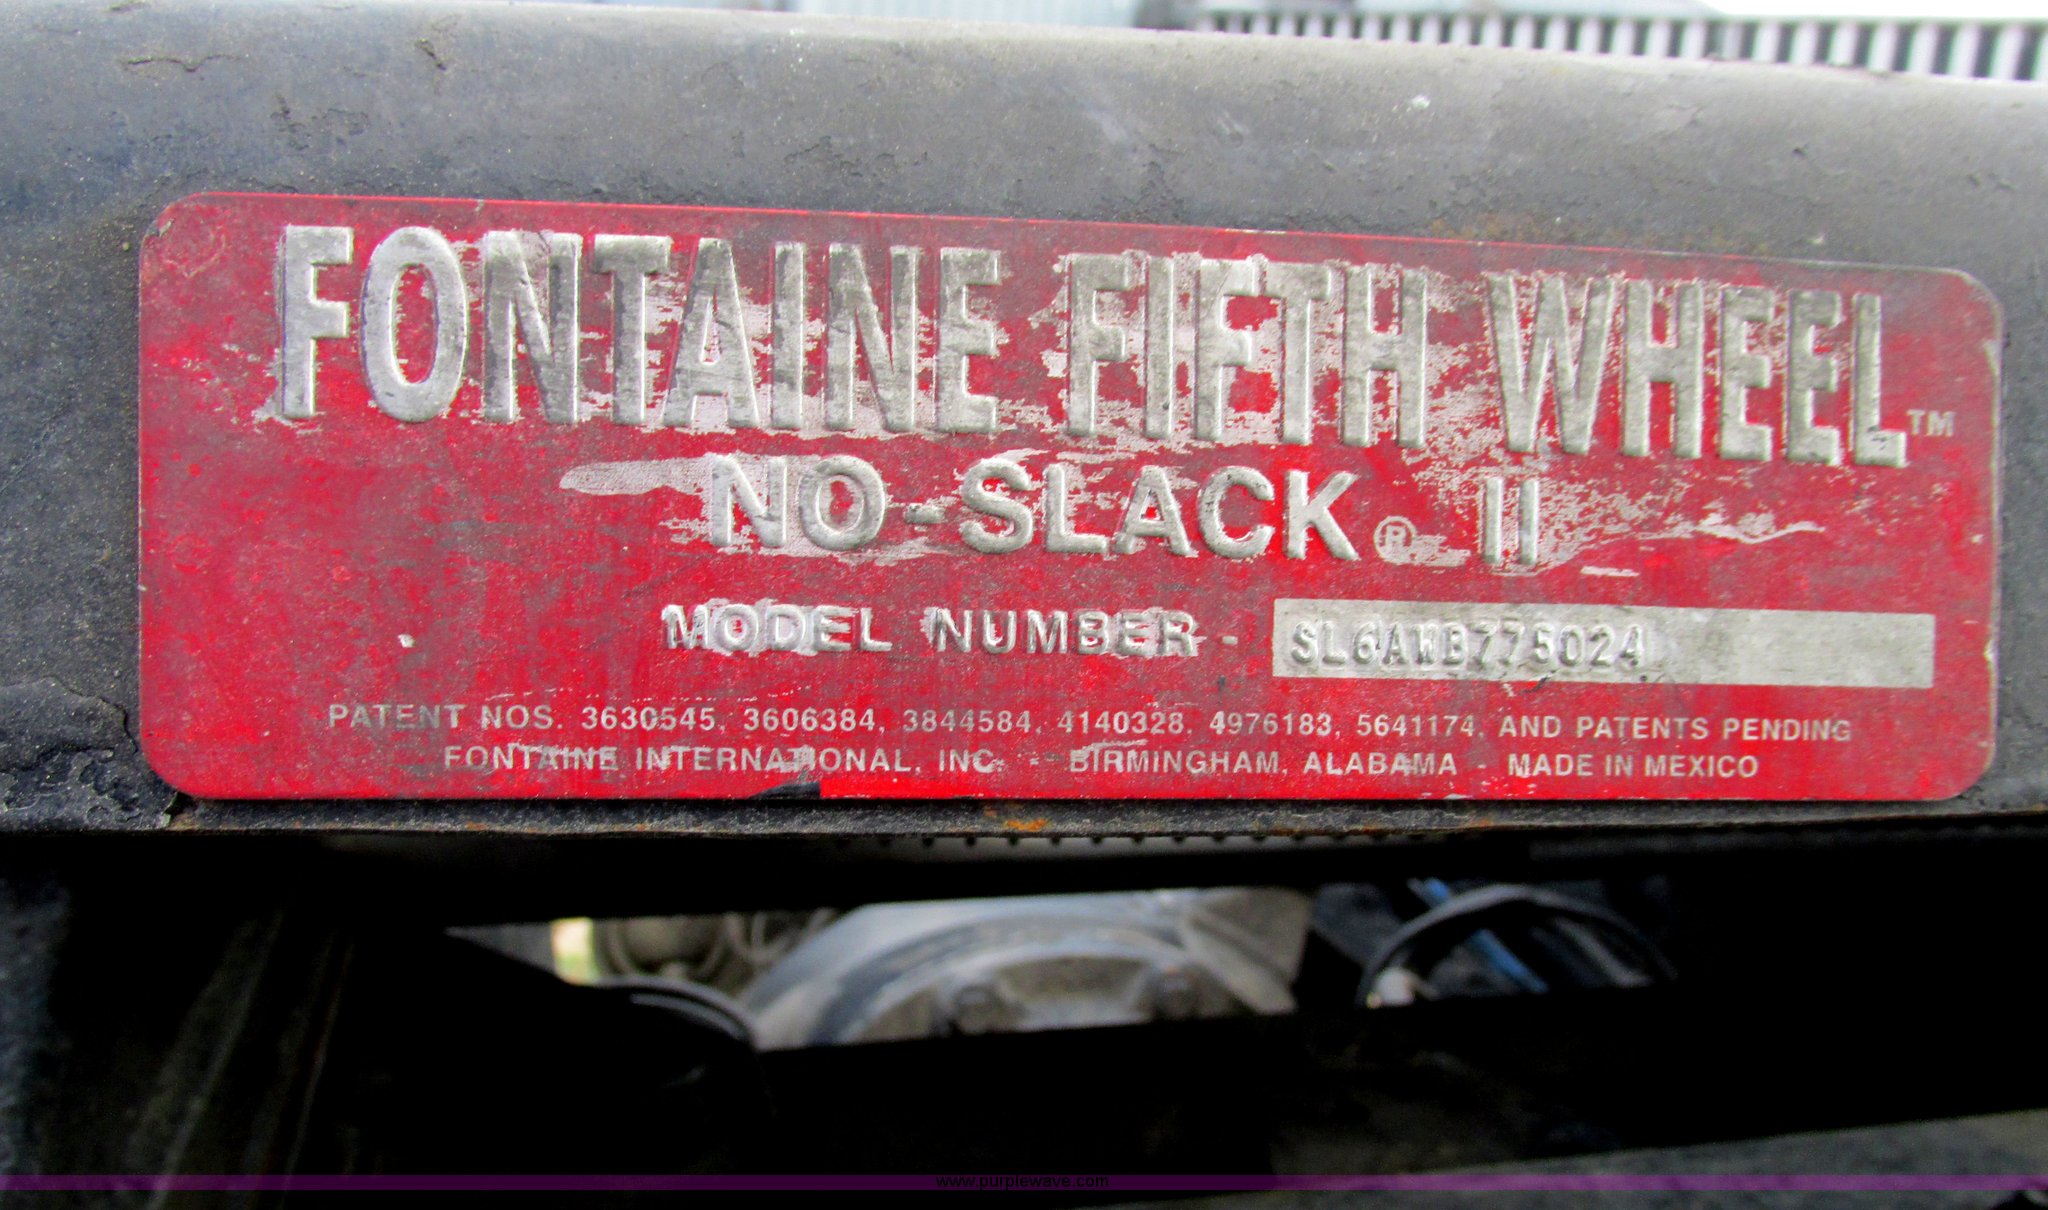 FONTAINE FIFTH WHEEL™
NO-SLACK® II
MODEL NUMBER - SL6AWB775024
PATENT NOS. 3630545, 3606384, 3844584, 4140328, 4976183, 5641174, AND PATENTS PENDING
FONTAINE INTERNATIONAL, INC. - BIRMINGHAM, ALABAMA - MADE IN MEXICO
www.purplewave.com